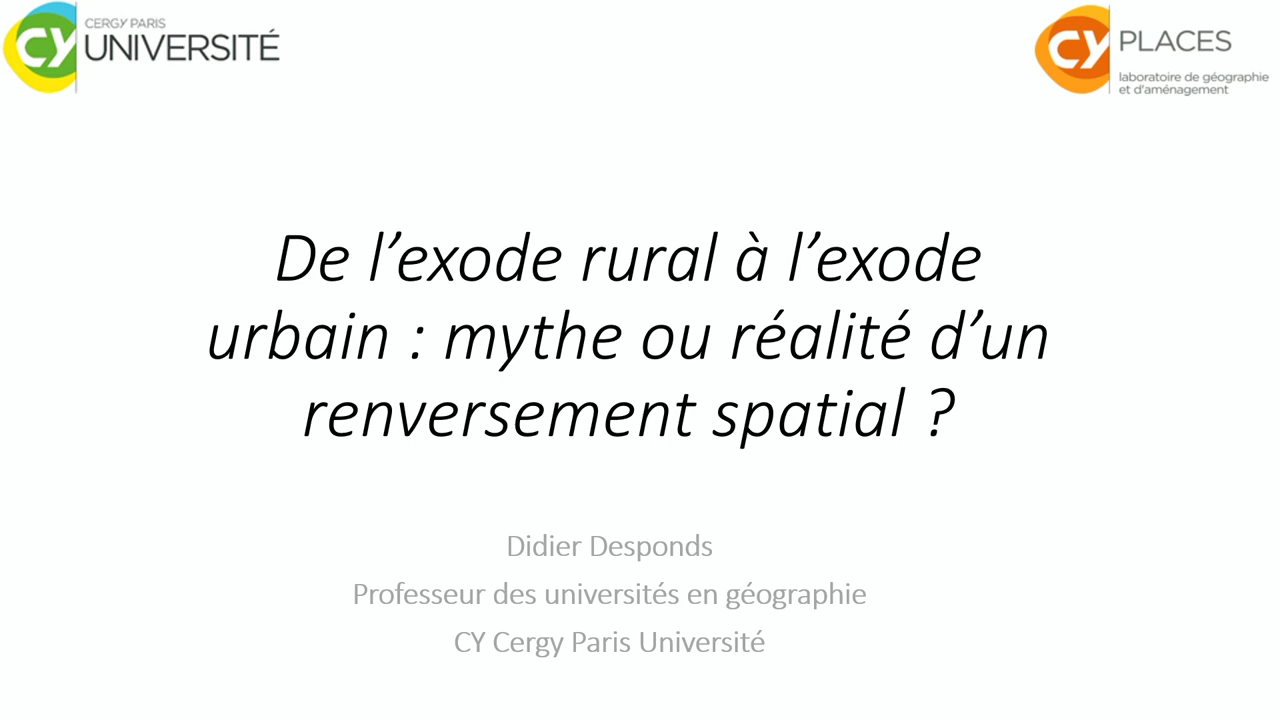 CY CERGY PARIS
UNIVERSITÉ
CY PLACES
laboratoire de géographie
et d'aménagement
De l’exode rural à l’exode
urbain : mythe ou réalité d’un
renversement spatial ?
Didier Desponds
Professeur des universités en géographie
CY Cergy Paris Université